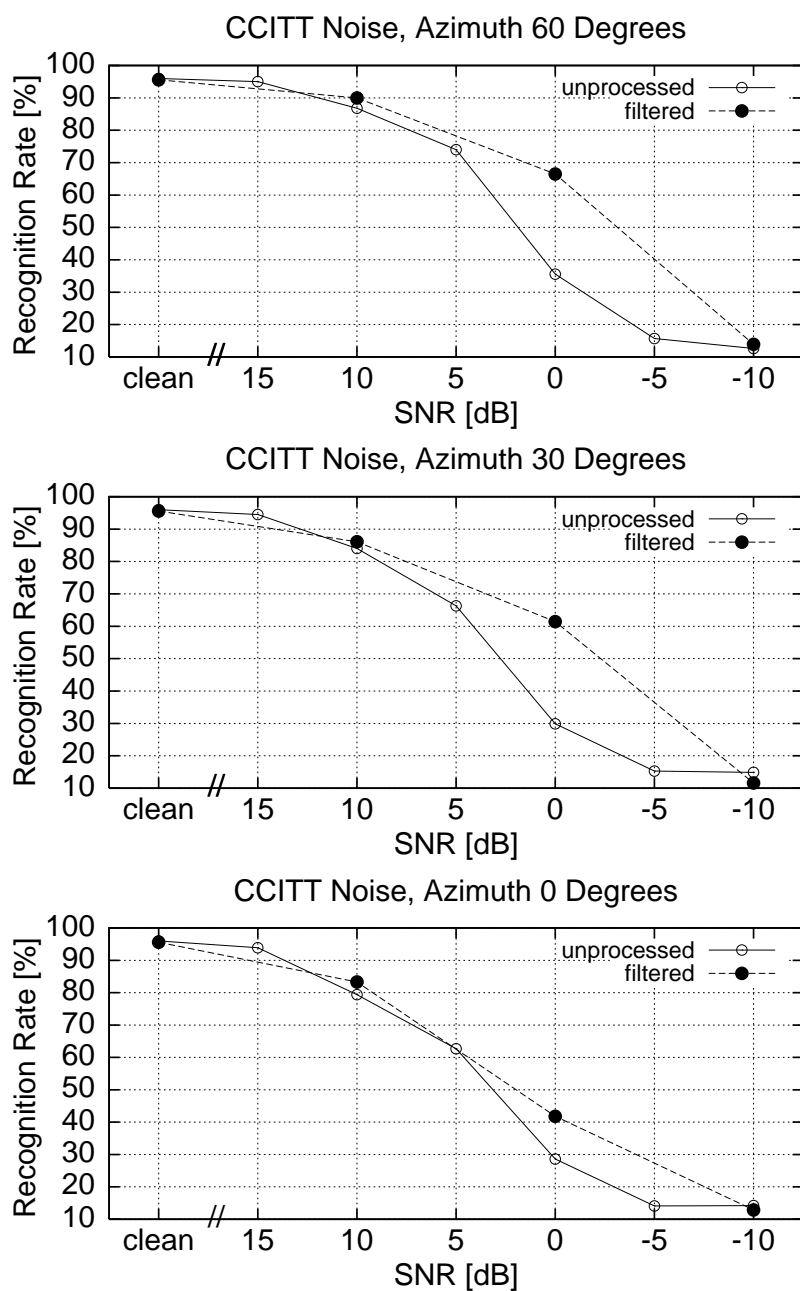 CCITT Noise, Azimuth 60 Degrees
Recognition Rate [%]
100
90
80
70
60
50
40
30
20
10
unprocessed
filtered
clean // 15 10 5 0 -5 -10
SNR [dB]
CCITT Noise, Azimuth 30 Degrees
Recognition Rate [%]
100
90
80
70
60
50
40
30
20
10
unprocessed
filtered
clean // 15 10 5 0 -5 -10
SNR [dB]
CCITT Noise, Azimuth 0 Degrees
Recognition Rate [%]
100
90
80
70
60
50
40
30
20
10
unprocessed
filtered
clean // 15 10 5 0 -5 -10
SNR [dB]